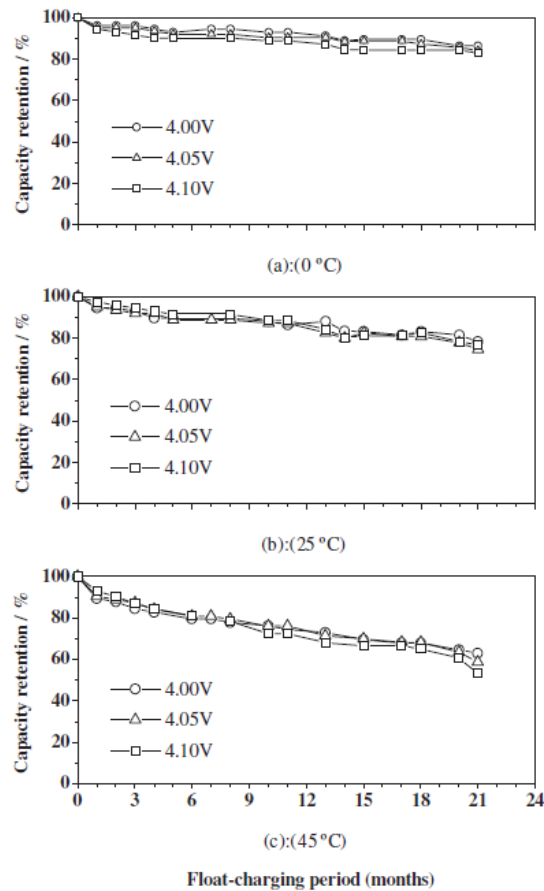 Capacity retention / %
100
80
60
40
20
0
4.00V
4.05V
4.10V
(a):(0 °C)
Capacity retention / %
100
80
60
40
20
0
4.00V
4.05V
4.10V
(b):(25 °C)
Capacity retention / %
100
80
60
40
20
0
4.00V
4.05V
4.10V
0 3 6 9 12 15 18 21 24
(c):(45 °C)
Float-charging period (months)